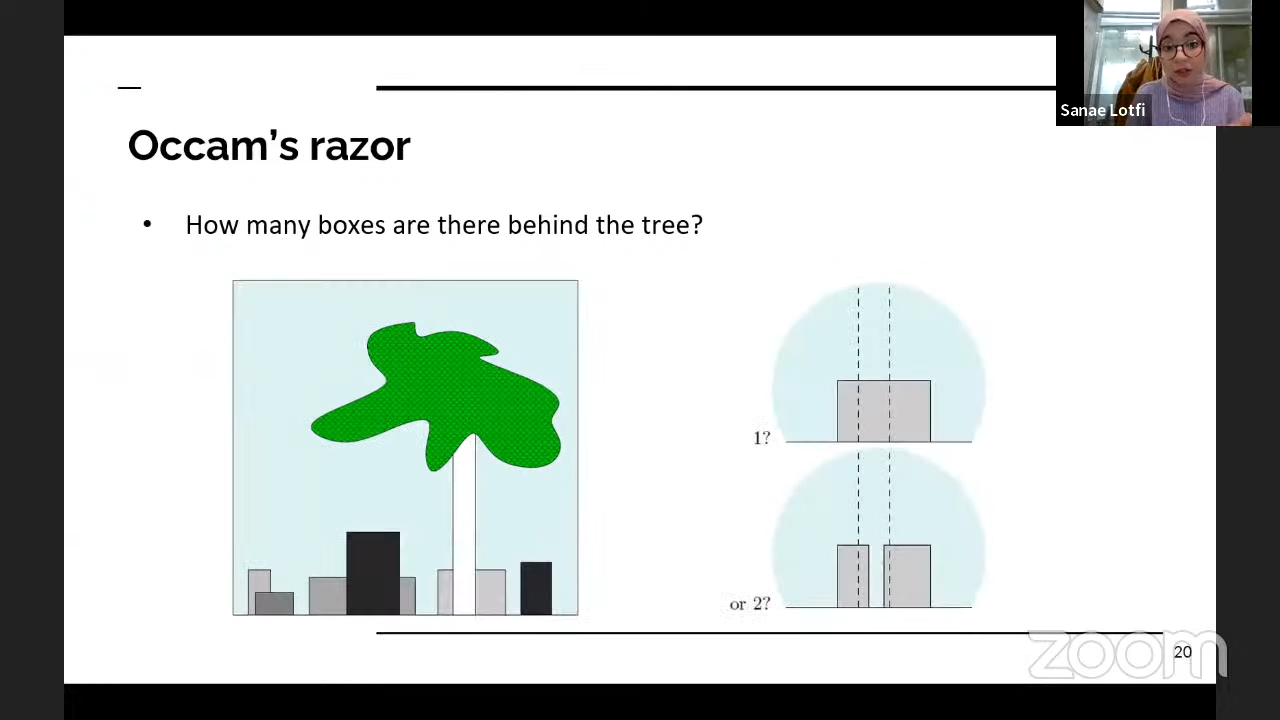 Sanae Lotfi
Occam's razor
• How many boxes are there behind the tree?
1?
or 2?
zoom
20